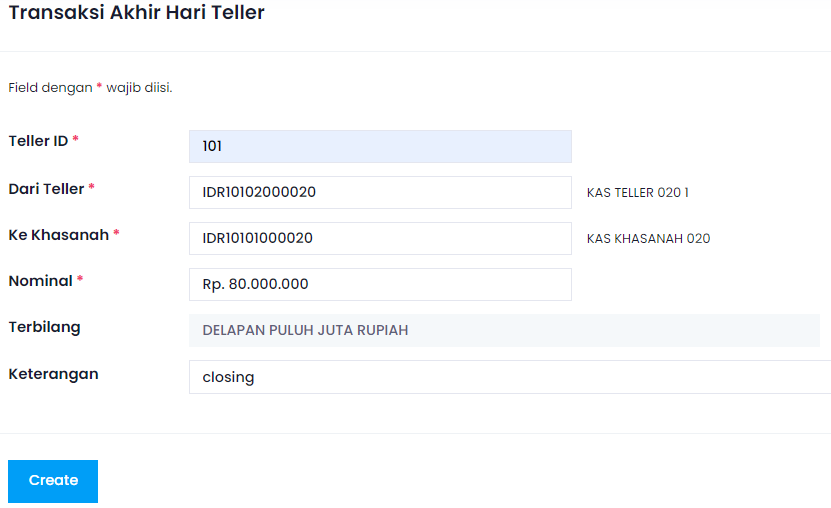 Transaksi Akhir Hari Teller
Field dengan * wajib diisi.
Teller ID * 101
Dari Teller * IDR10102000020 KAS TELLER 020 1
Ke Khasanah * IDR10101000020 KAS KHASANAH 020
Nominal * Rp. 80.000.000
Terbilang DELAPAN PULUH JUTA RUPIAH
Keterangan closing
Create